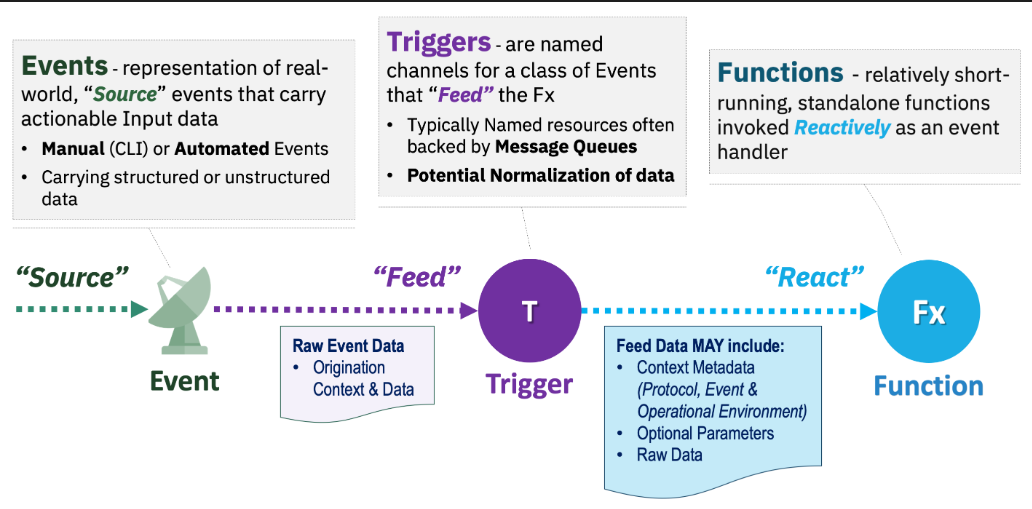 Events - representation of real-
world, “Source” events that carry
actionable Input data
• Manual (CLI) or Automated Events
• Carrying structured or unstructured
data
Triggers - are named
channels for a class of Events
that “Feed” the Fx
• Typically Named resources often
backed by Message Queues
• Potential Normalization of data
Functions - relatively short-
running, standalone functions
invoked Reactively as an event
handler
“Source”
“Feed”
“React”
T
Fx
Event
Trigger
Function
Raw Event Data
• Origination
Context & Data
Feed Data MAY include:
• Context Metadata
(Protocol, Event &
Operational Environment)
• Optional Parameters
• Raw Data